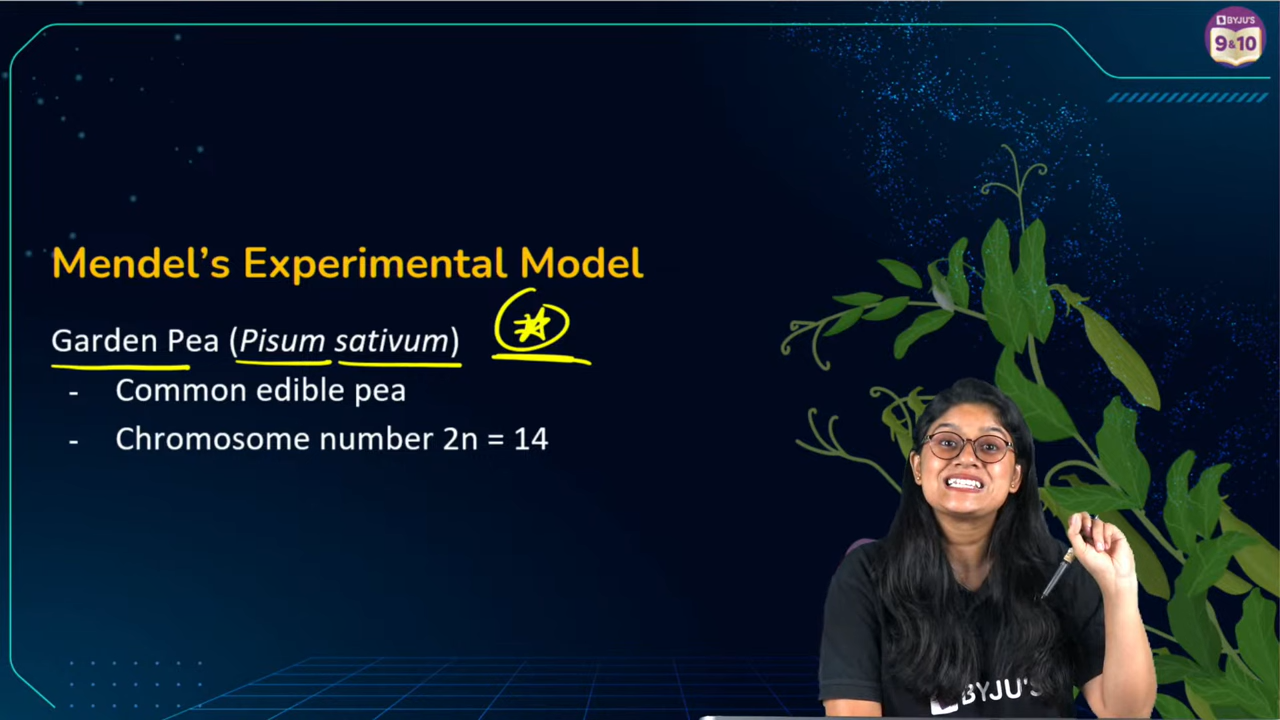 BYJU'S
9&10
Mendel's Experimental Model
Garden Pea (Pisum sativum)
- Common edible pea
- Chromosome number 2n = 14
BYJU'S